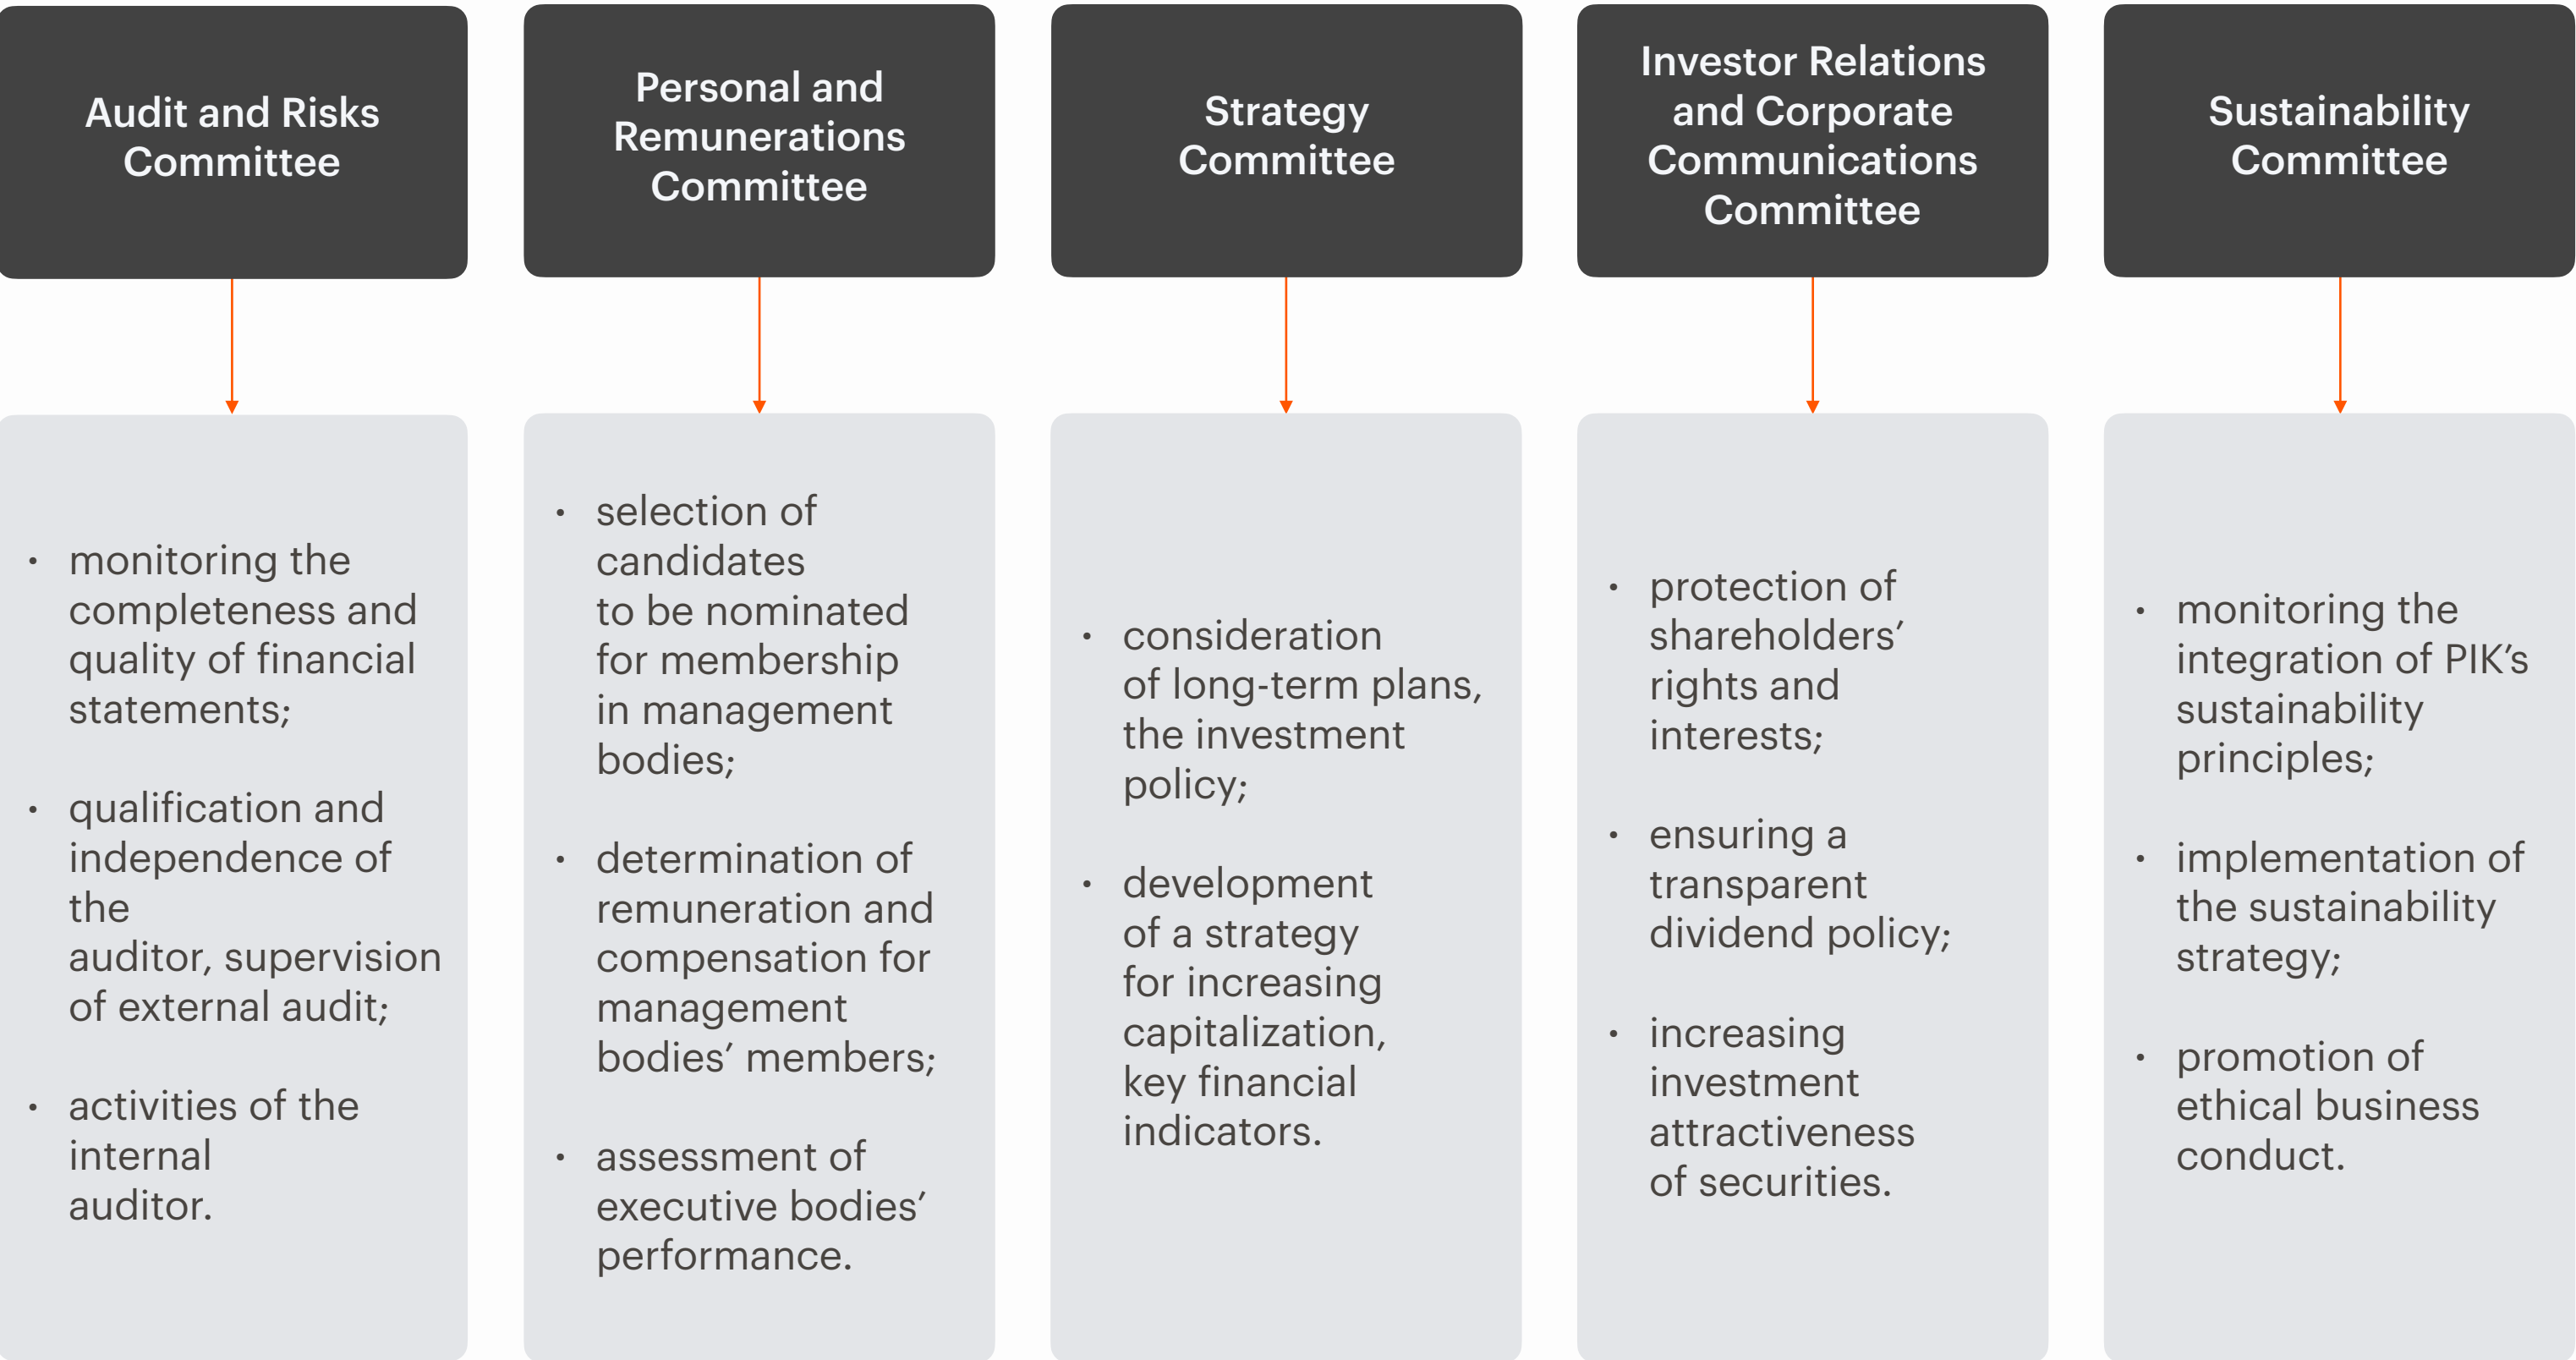 Audit and Risks
Committee
Personal and
Remunerations
Committee
Strategy
Committee
Investor Relations
and Corporate
Communications
Committee
Sustainability
Committee
• monitoring the
completeness and
quality of financial
statements;
• qualification and
independence of
the
auditor, supervision
of external audit;
• activities of the
internal
auditor.
• selection of
candidates
to be nominated
for membership
in management
bodies;
• determination of
remuneration and
compensation for
management
bodies’ members;
• assessment of
executive bodies’
performance.
• consideration
of long-term plans,
the investment
policy;
• development
of a strategy
for increasing
capitalization,
key financial
indicators.
• protection of
shareholders’
rights and
interests;
• ensuring a
transparent
dividend policy;
• increasing
investment
attractiveness
of securities.
• monitoring the
integration of PIK’s
sustainability
principles;
• implementation of
the sustainability
strategy;
• promotion of
ethical business
conduct.